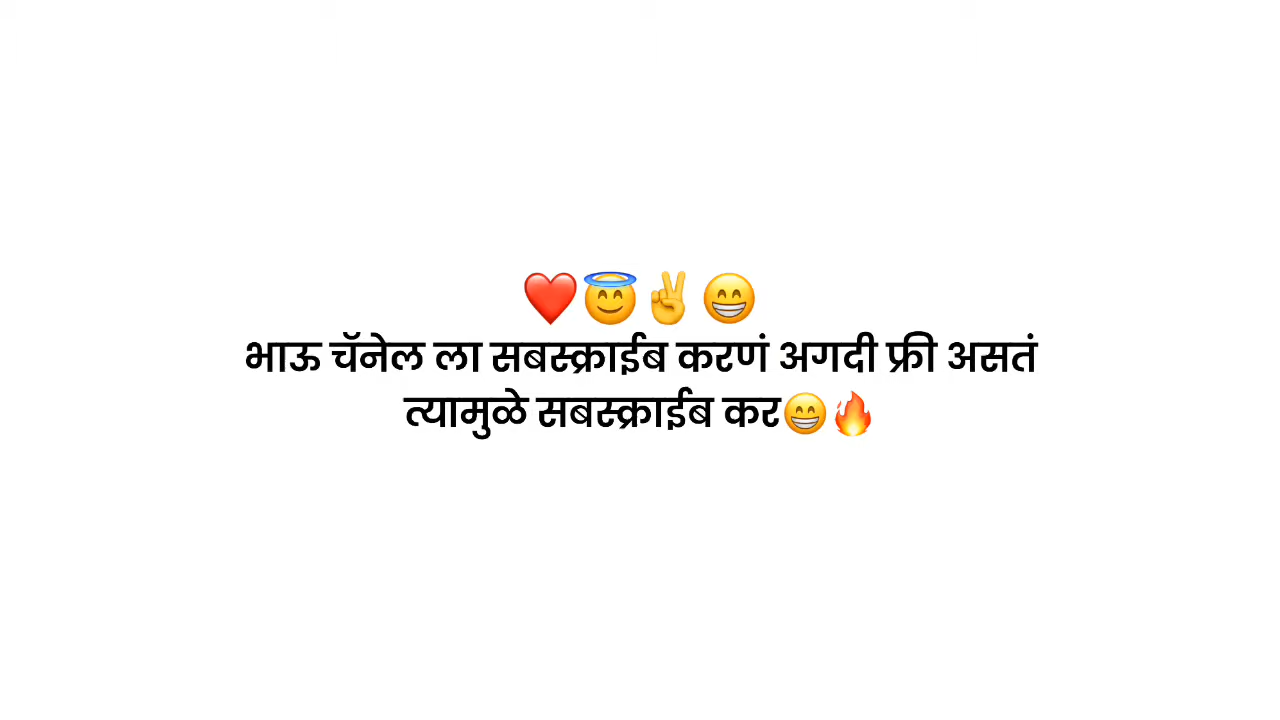 ❤️😇✌️😁
भाऊ चॅनेल ला सबस्क्राईब करणं अगदी फ्री असतं
त्यामुळे सबस्क्राईब कर😁🔥